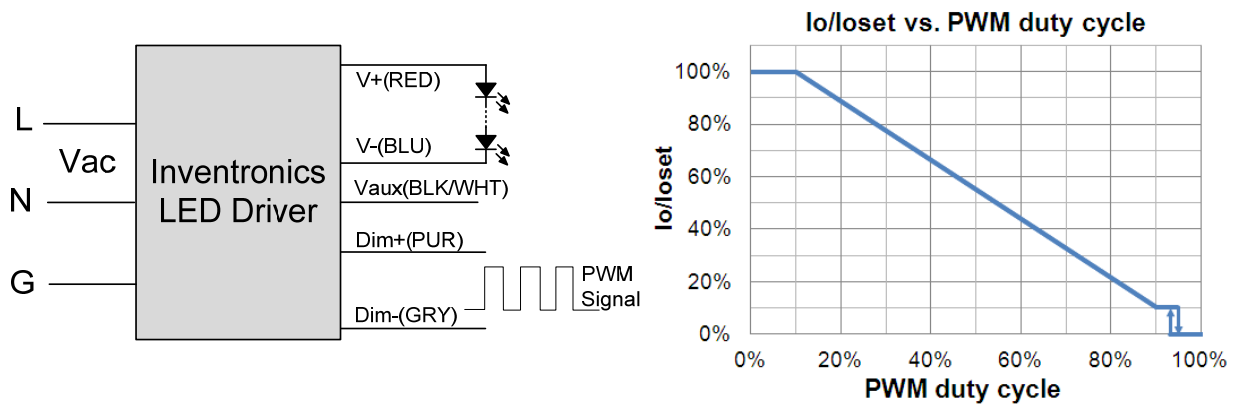 L
Vac
N
G
Inventronics
LED Driver
V+(RED)
V-(BLU)
Vaux(BLK/WHT)
Dim+(PUR)
Dim-(GRY)
PWM
Signal
Io/Ioset vs. PWM duty cycle
Io/Ioset
100%
80%
60%
40%
20%
0%
0% 20% 40% 60% 80% 100%
PWM duty cycle